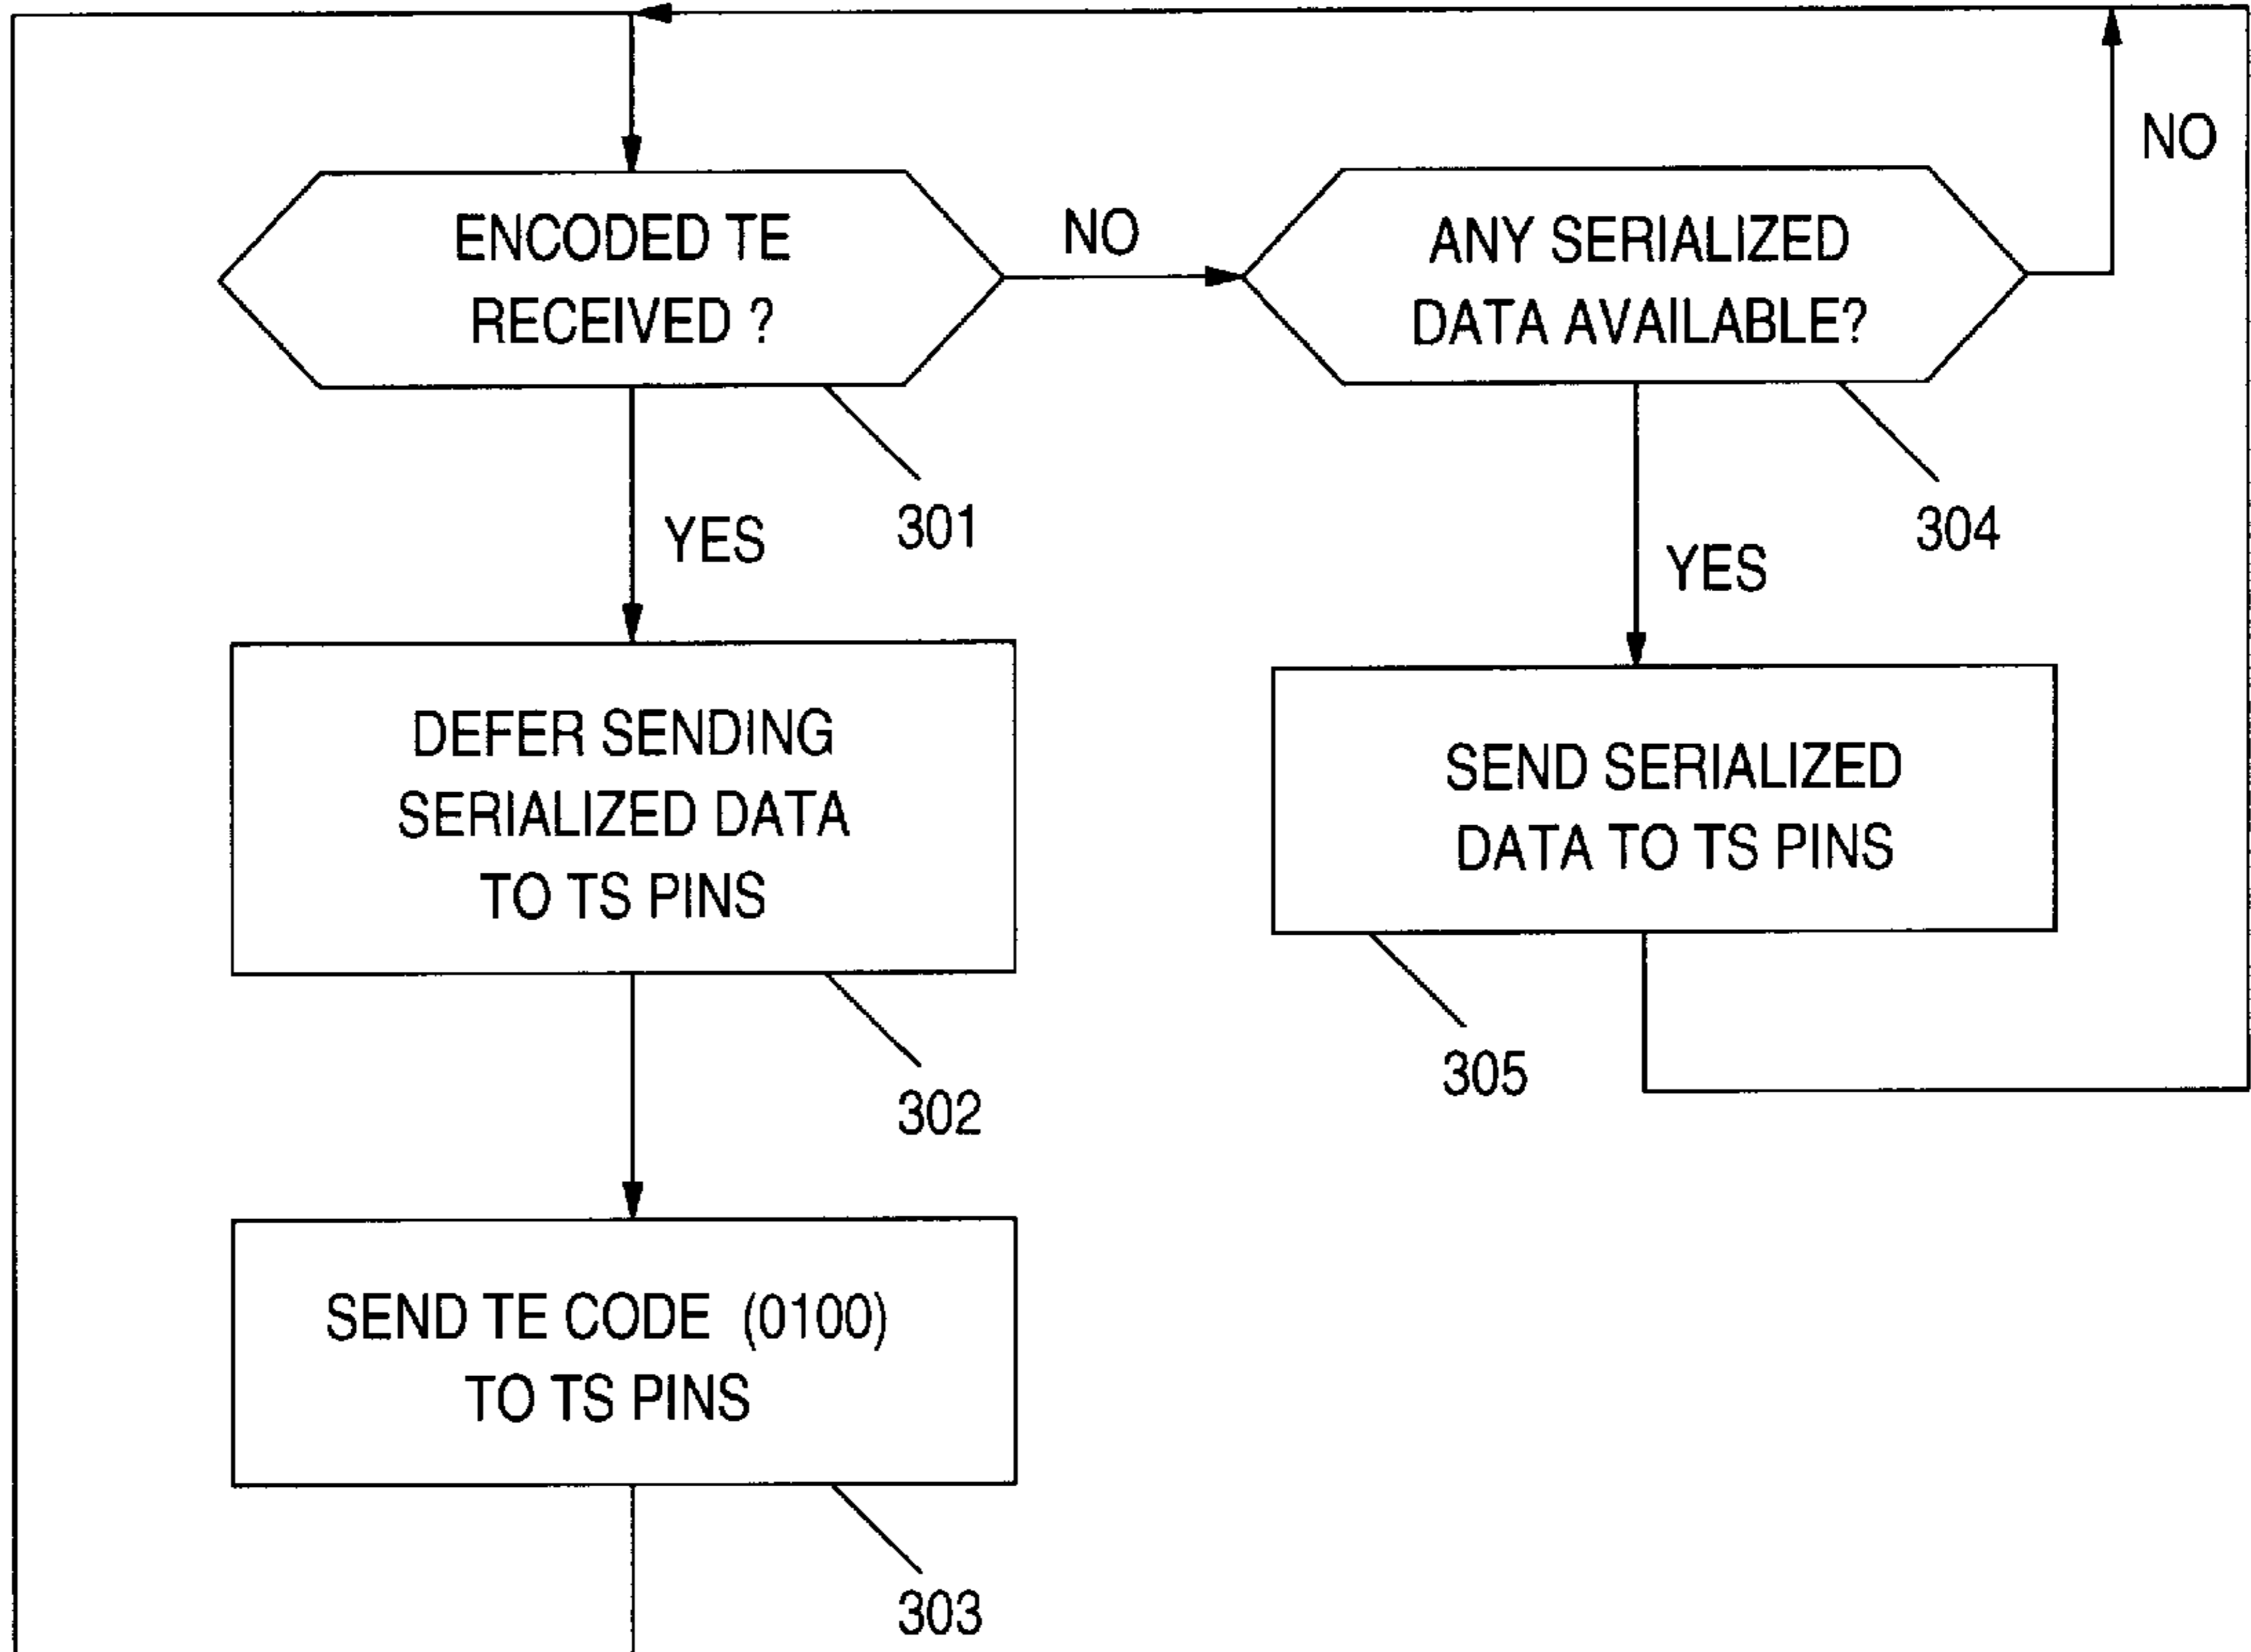 ENCODED TE
RECEIVED ?
NO
ANY SERIALIZED
DATA AVAILABLE?
NO
301
304
YES
YES
DEFER SENDING
SERIALIZED DATA
TO TS PINS
SEND SERIALIZED
DATA TO TS PINS
302
305
SEND TE CODE (0100)
TO TS PINS
303